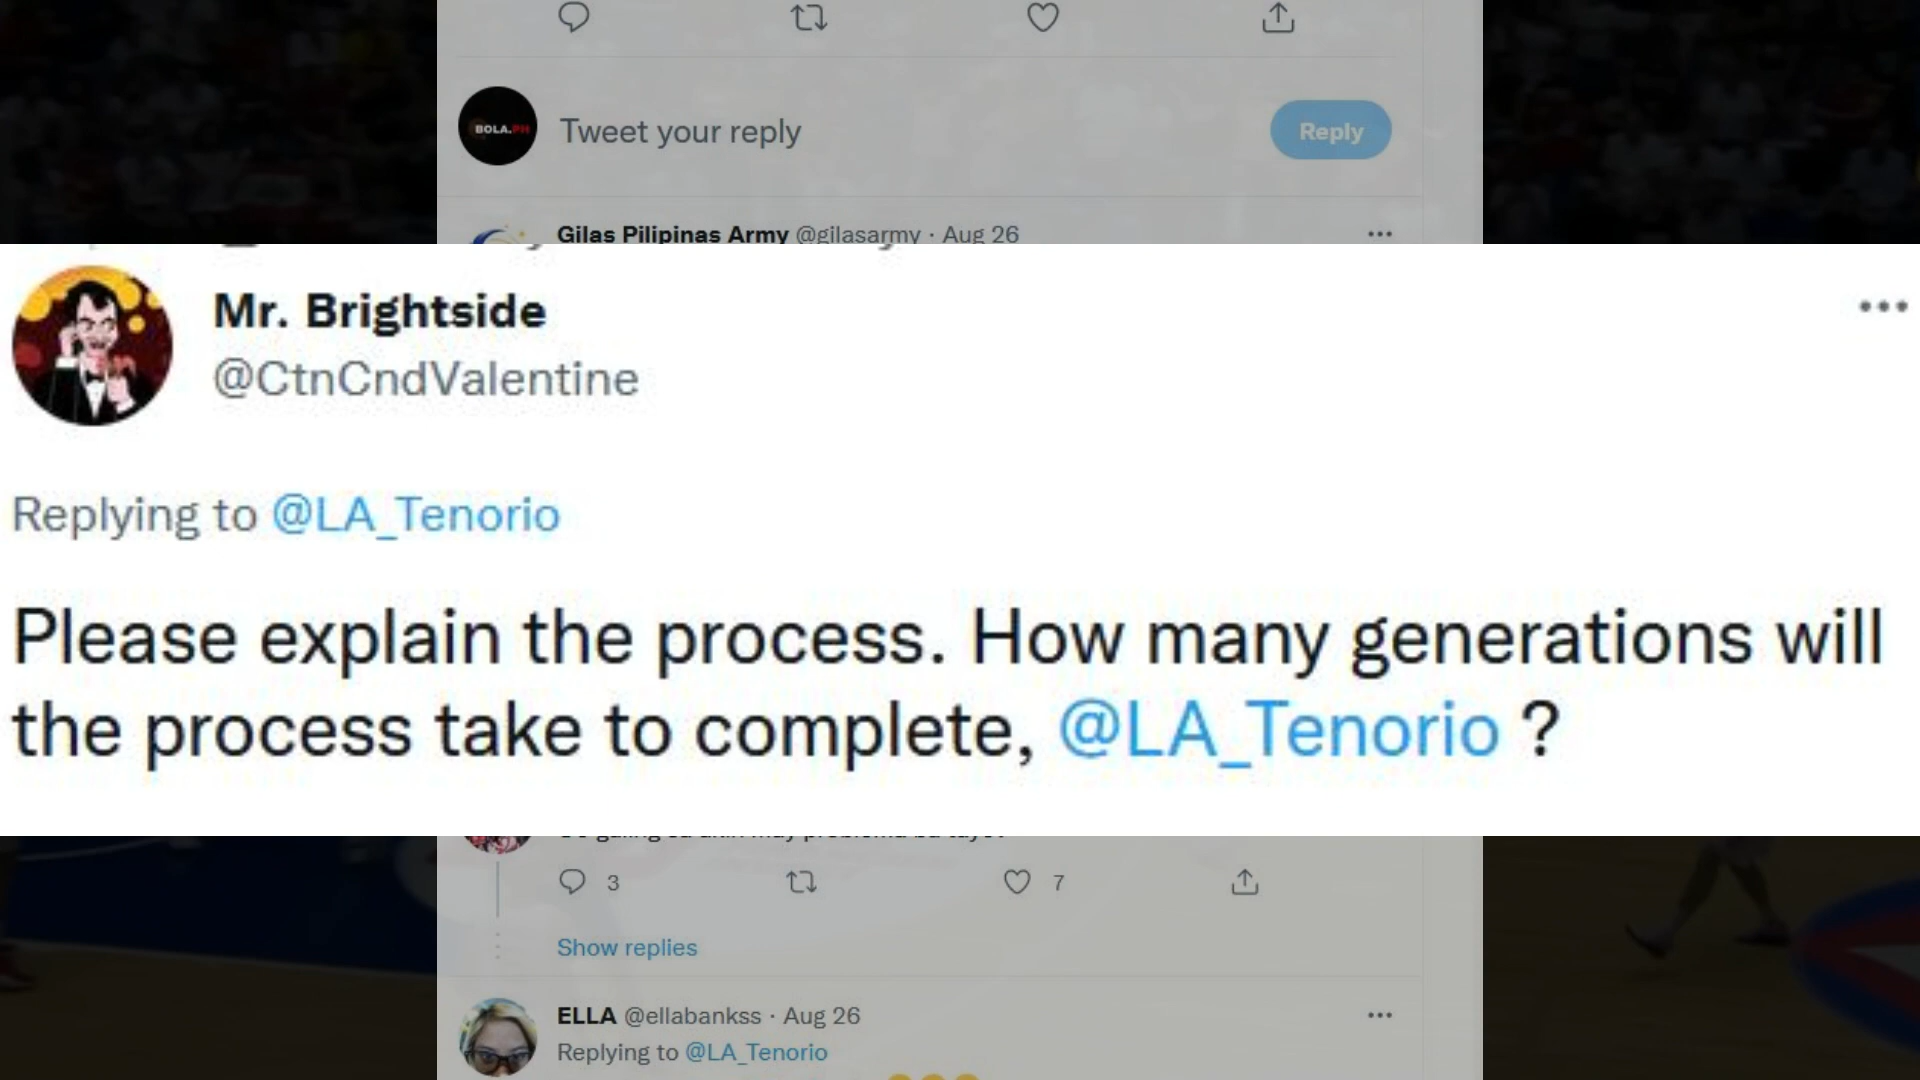 BOLA.PH
Tweet your reply
Reply
Gilas Pilipinas Army @gilasarmy · Aug 26
Mr. Brightside
@CtnCndValentine
Replying to @LA_Tenorio
Please explain the process. How many generations will
the process take to complete, @LA_Tenorio ?
3
7
Show replies
ELLA @ellabankss · Aug 26
Replying to @LA_Tenorio